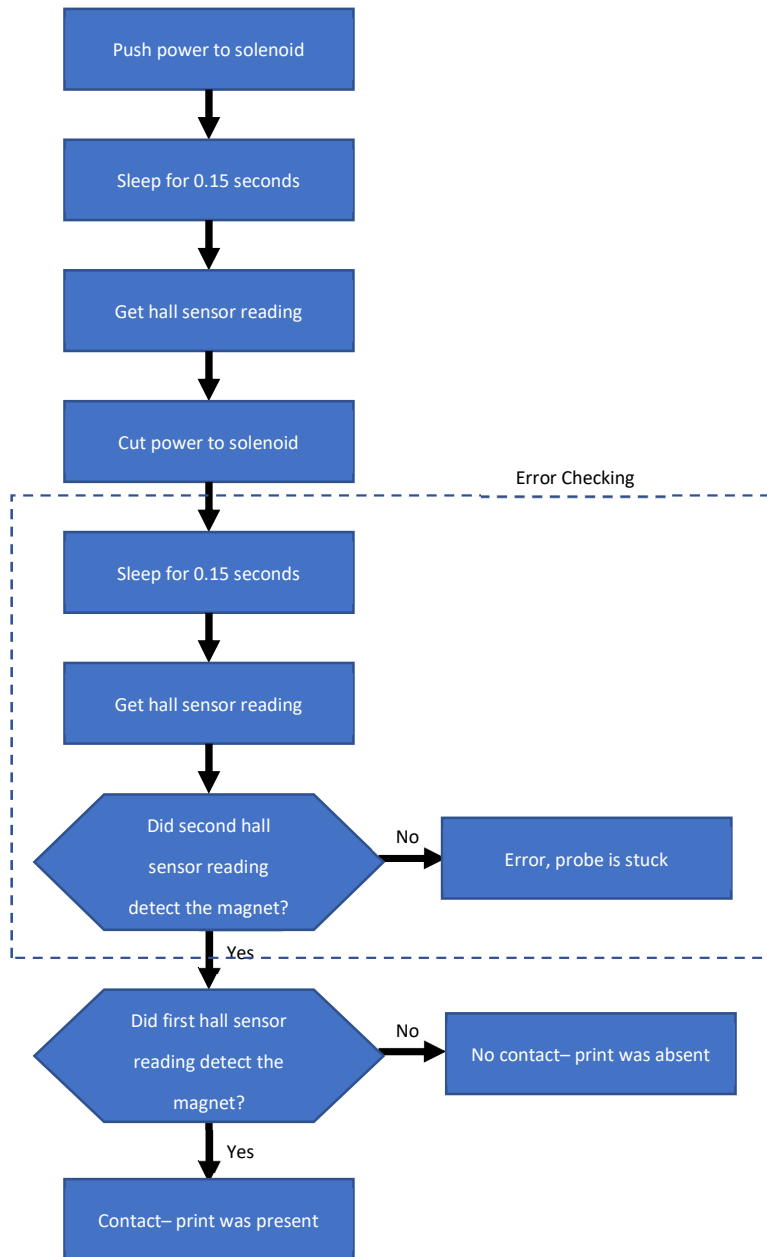 Push power to solenoid
Sleep for 0.15 seconds
Get hall sensor reading
Cut power to solenoid
Error Checking
Sleep for 0.15 seconds
Get hall sensor reading
Did second hall
sensor reading
detect the magnet?
No
Error, probe is stuck
Yes
Did first hall sensor
reading detect the
magnet?
No
No contact– print was absent
Yes
Contact– print was present